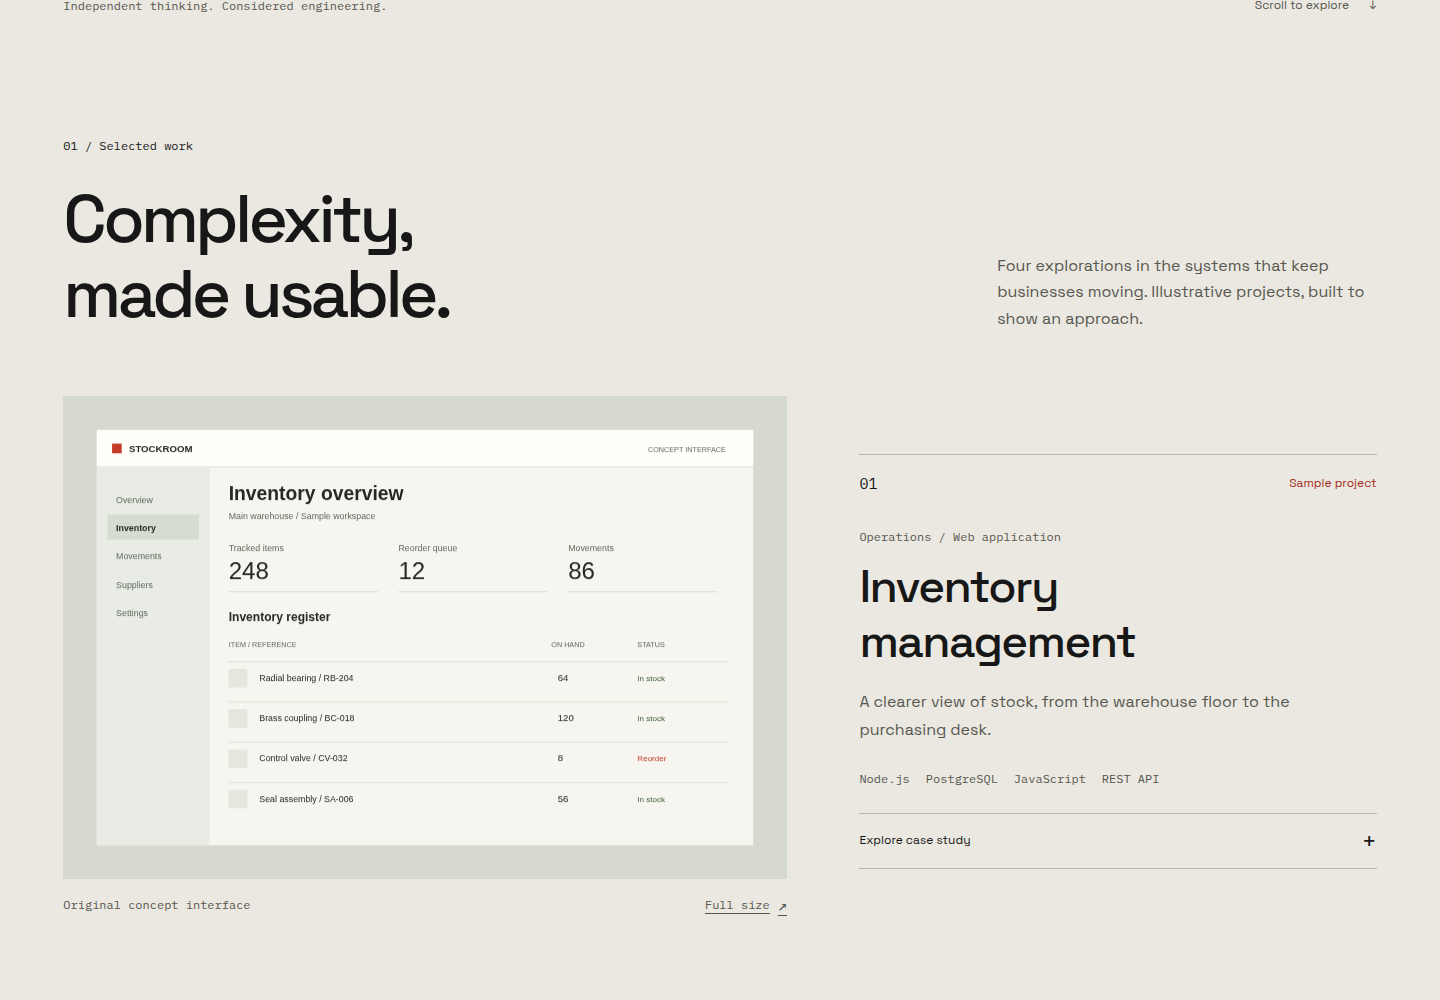 Independent thinking. Considered engineering.
Scroll to explore ↓
01 / Selected work
Complexity,
made usable.
Four explorations in the systems that keep
businesses moving. Illustrative projects, built to
show an approach.
STOCKROOM
CONCEPT INTERFACE
Overview
Inventory
Movements
Suppliers
Settings
Inventory overview
Main warehouse / Sample workspace
Tracked items
248
Reorder queue
12
Movements
86
Inventory register
ITEM / REFERENCE ON HAND STATUS
Radial bearing / RB-204 64 In stock
Brass coupling / BC-018 120 In stock
Control valve / CV-032 8 Reorder
Seal assembly / SA-006 56 In stock
Original concept interface
Full size ↗
01
Sample project
Operations / Web application
Inventory
management
A clearer view of stock, from the warehouse floor to the
purchasing desk.
Node.js PostgreSQL JavaScript REST API
Explore case study +